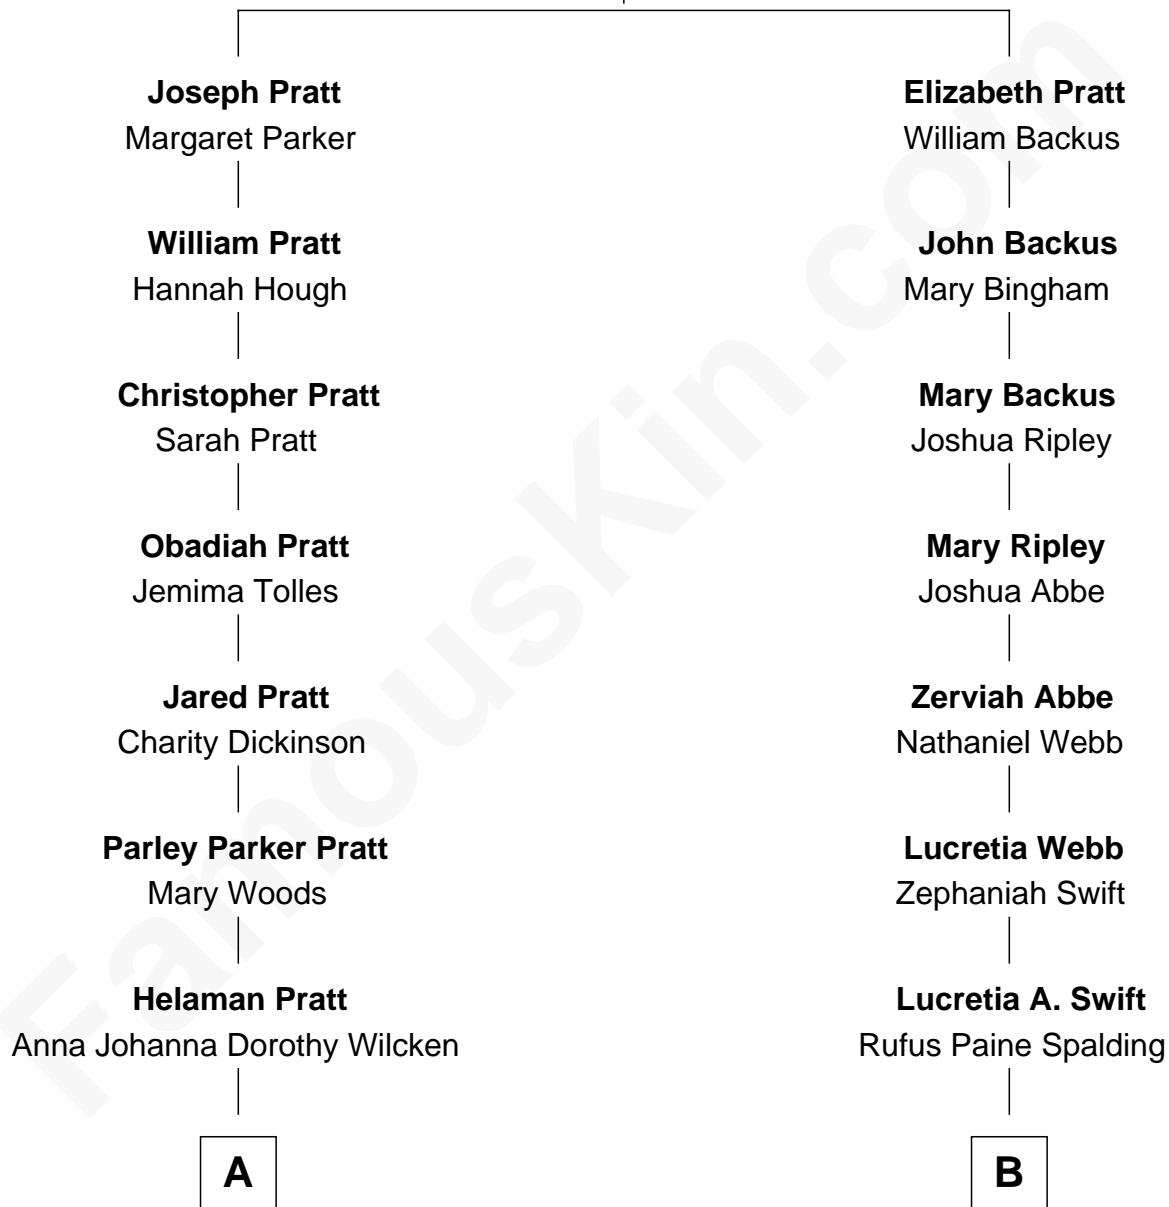 Joseph Pratt
Margaret Parker
William Pratt
Hannah Hough
Christopher Pratt
Sarah Pratt
Obadiah Pratt
Jemima Tolles
Jared Pratt
Charity Dickinson
Parley Parker Pratt
Mary Woods
Helaman Pratt
Anna Johanna Dorothy Wilcken
A
Elizabeth Pratt
William Backus
John Backus
Mary Bingham
Mary Backus
Joshua Ripley
Mary Ripley
Joshua Abbe
Zerviah Abbe
Nathaniel Webb
Lucretia Webb
Zephaniah Swift
Lucretia A. Swift
Rufus Paine Spalding
B
FamousKin.com